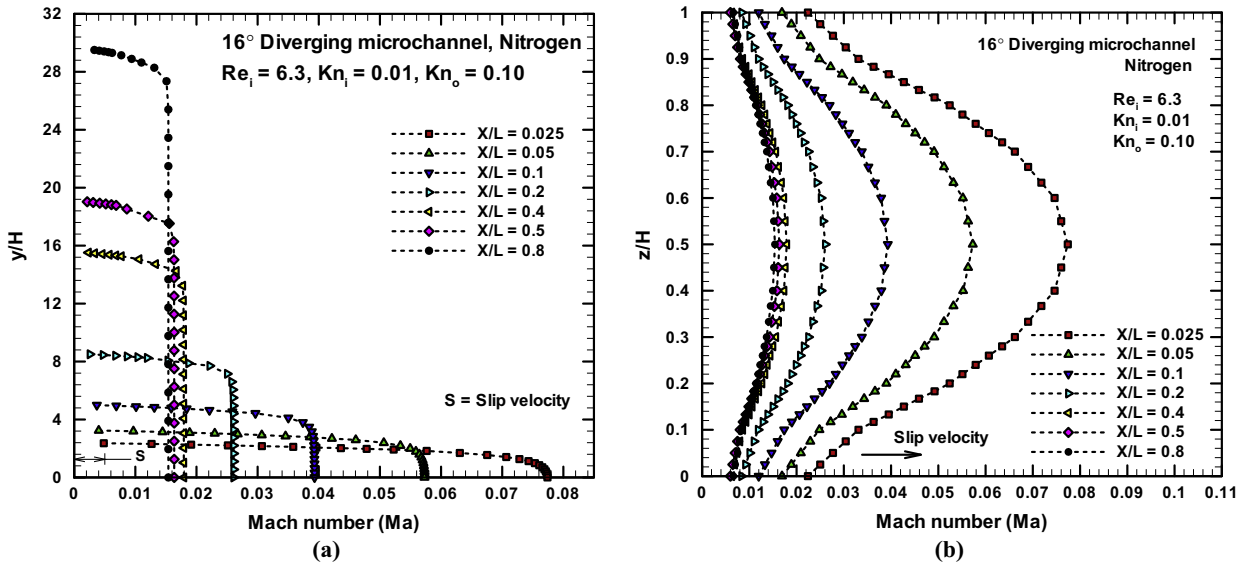 (a)
y/H
32
28
24
20
16
12
8
4
0
16° Diverging microchannel, Nitrogen
Re_i = 6.3, Kn_i = 0.01, Kn_o = 0.10
X/L = 0.025
X/L = 0.05
X/L = 0.1
X/L = 0.2
X/L = 0.4
X/L = 0.5
X/L = 0.8
S = Slip velocity
S
0 0.01 0.02 0.03 0.04 0.05 0.06 0.07 0.08
Mach number (Ma)
(a)
(b)
z/H
1
0.9
0.8
0.7
0.6
0.5
0.4
0.3
0.2
0.1
0
16° Diverging microchannel
Nitrogen
Re_i = 6.3
Kn_i = 0.01
Kn_o = 0.10
X/L = 0.025
X/L = 0.05
X/L = 0.1
X/L = 0.2
X/L = 0.4
X/L = 0.5
X/L = 0.8
Slip velocity
0 0.01 0.02 0.03 0.04 0.05 0.06 0.07 0.08 0.09 0.1 0.11
Mach number (Ma)
(b)